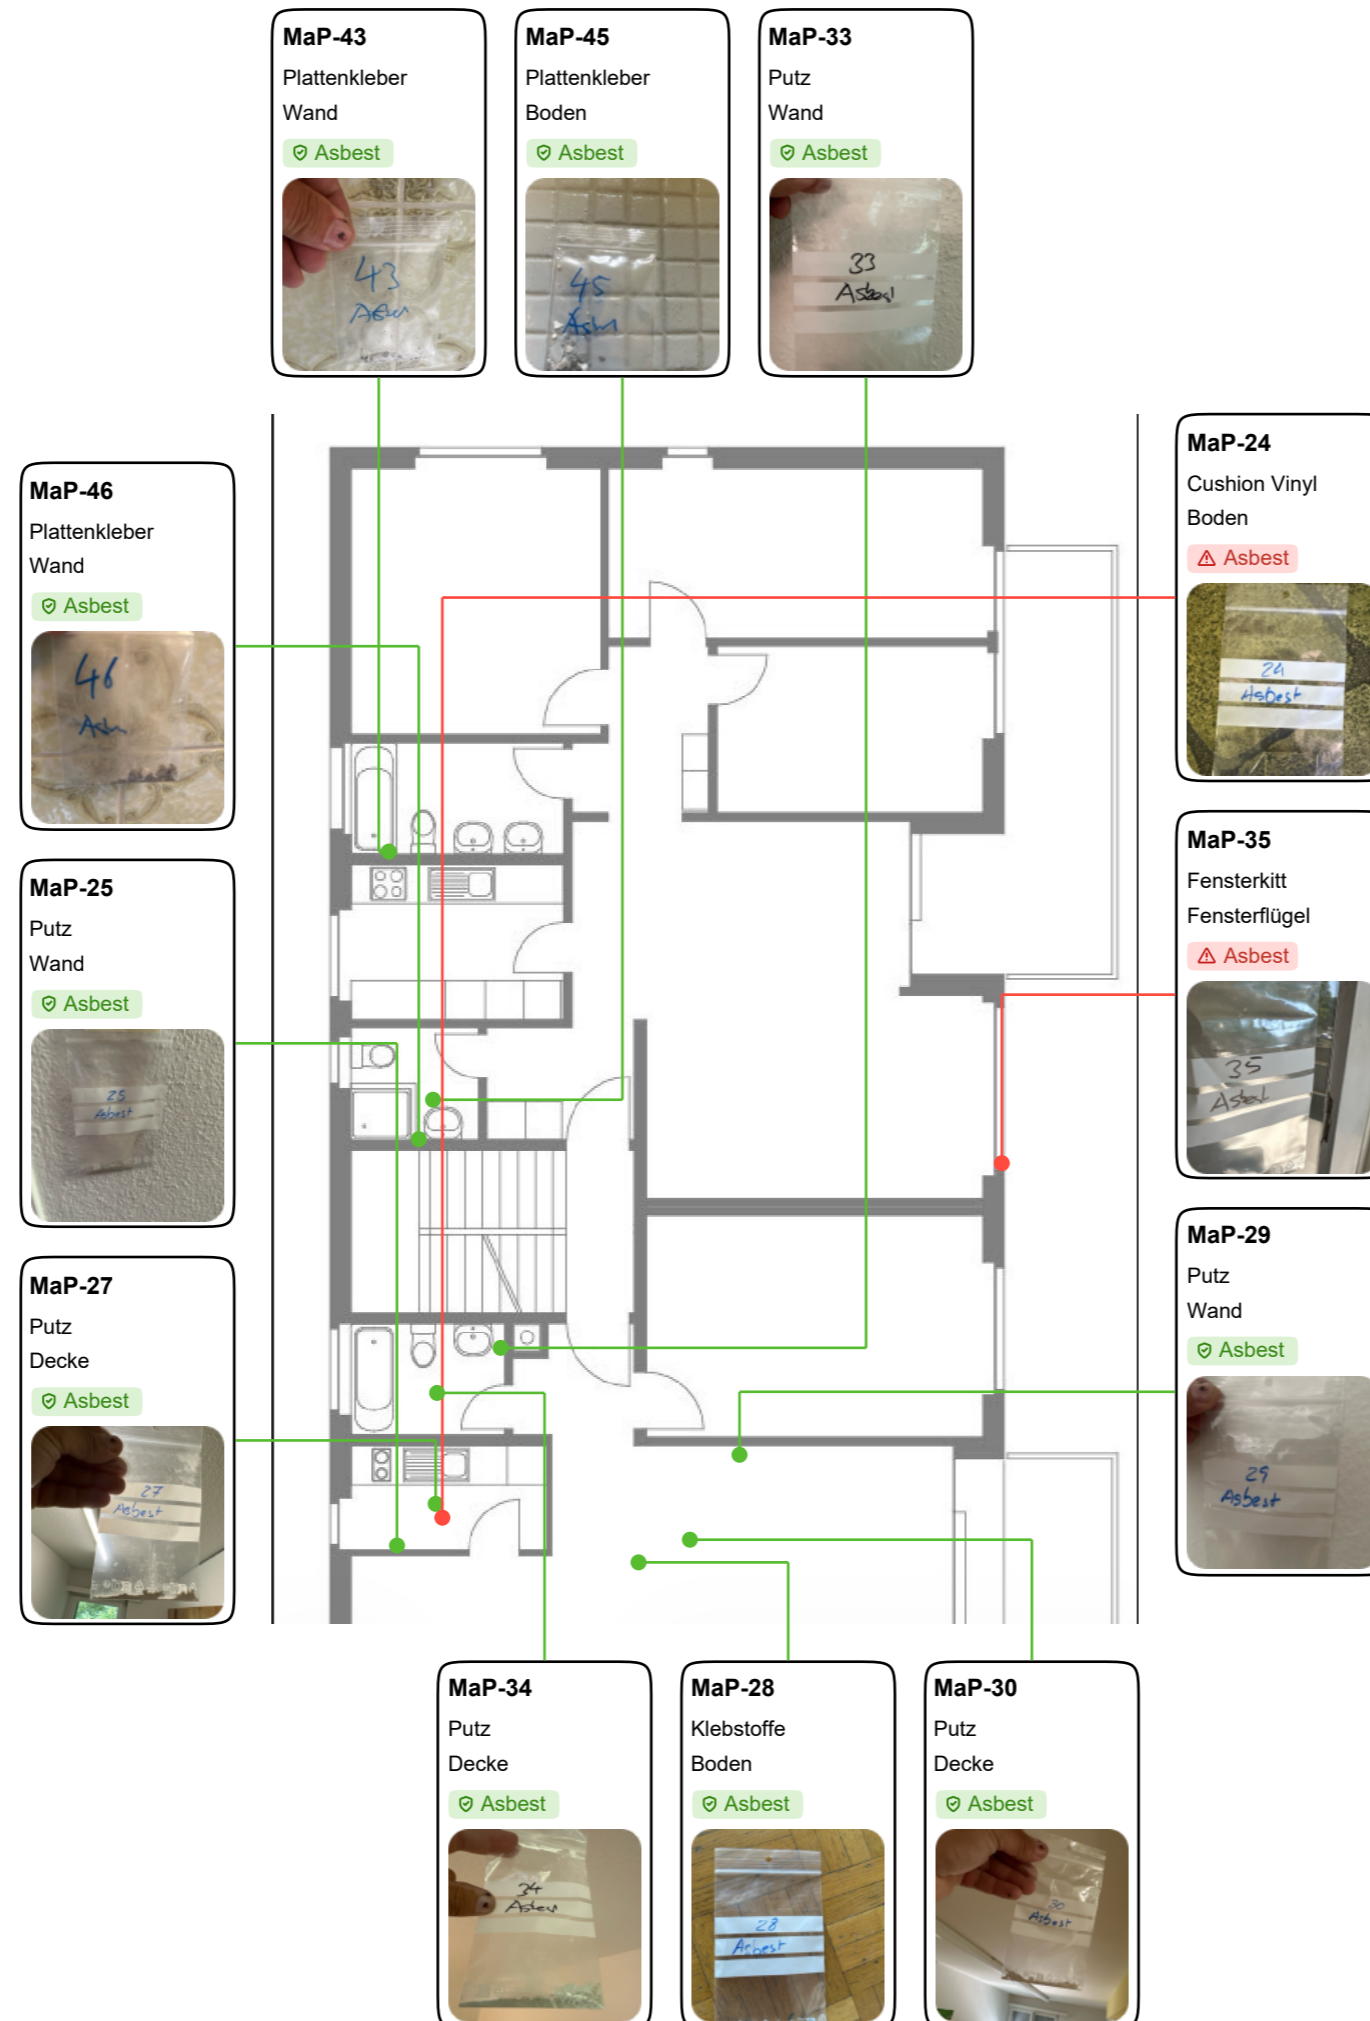 MaP-43
Plattenkleber
Wand
Asbest
43
MaP-45
Plattenkleber
Boden
Asbest
45
MaP-33
Putz
Wand
Asbest
33
Asbest
MaP-46
Plattenkleber
Wand
Asbest
46
MaP-24
Cushion Vinyl
Boden
Asbest
24
Asbest
MaP-25
Putz
Wand
Asbest
25
Asbest
MaP-35
Fensterkitt
Fensterflügel
Asbest
35
Asbest
MaP-27
Putz
Decke
Asbest
27
Asbest
MaP-29
Putz
Wand
Asbest
29
Asbest
MaP-34
Putz
Decke
Asbest
34
Asbest
MaP-28
Klebstoffe
Boden
Asbest
28
Asbest
MaP-30
Putz
Decke
Asbest
30
Asbest